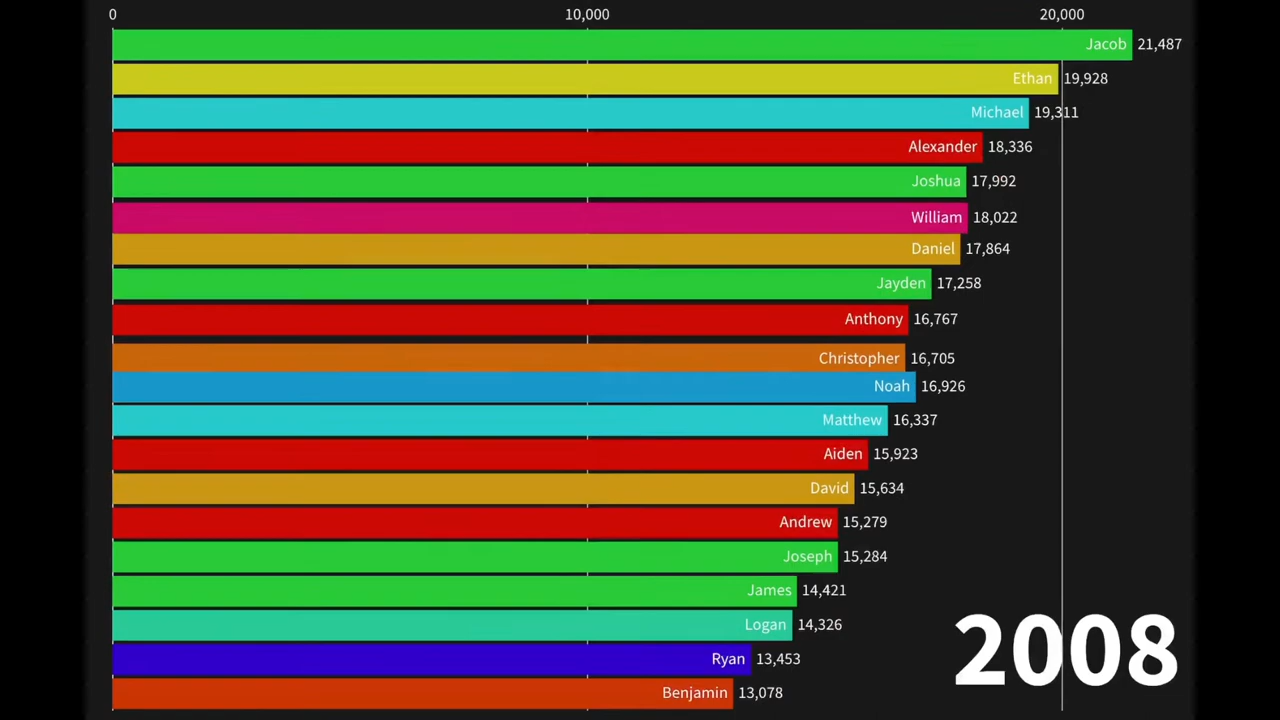 0 10,000 20,000
Jacob 21,487
Ethan 19,928
Michael 19,311
Alexander 18,336
Joshua 17,992
William 18,022
Daniel 17,864
Jayden 17,258
Anthony 16,767
Christopher 16,705
Noah 16,926
Matthew 16,337
Aiden 15,923
David 15,634
Andrew 15,279
Joseph 15,284
James 14,421
Logan 14,326
Ryan 13,453
Benjamin 13,078
2008